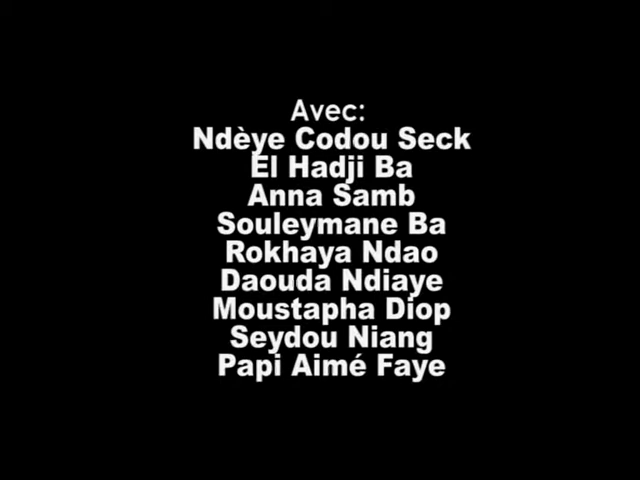 Avec:
Ndèye Codou Seck
El Hadji Ba
Anna Samb
Souleymane Ba
Rokhaya Ndao
Daouda Ndiaye
Moustapha Diop
Seydou Niang
Papi Aimé Faye